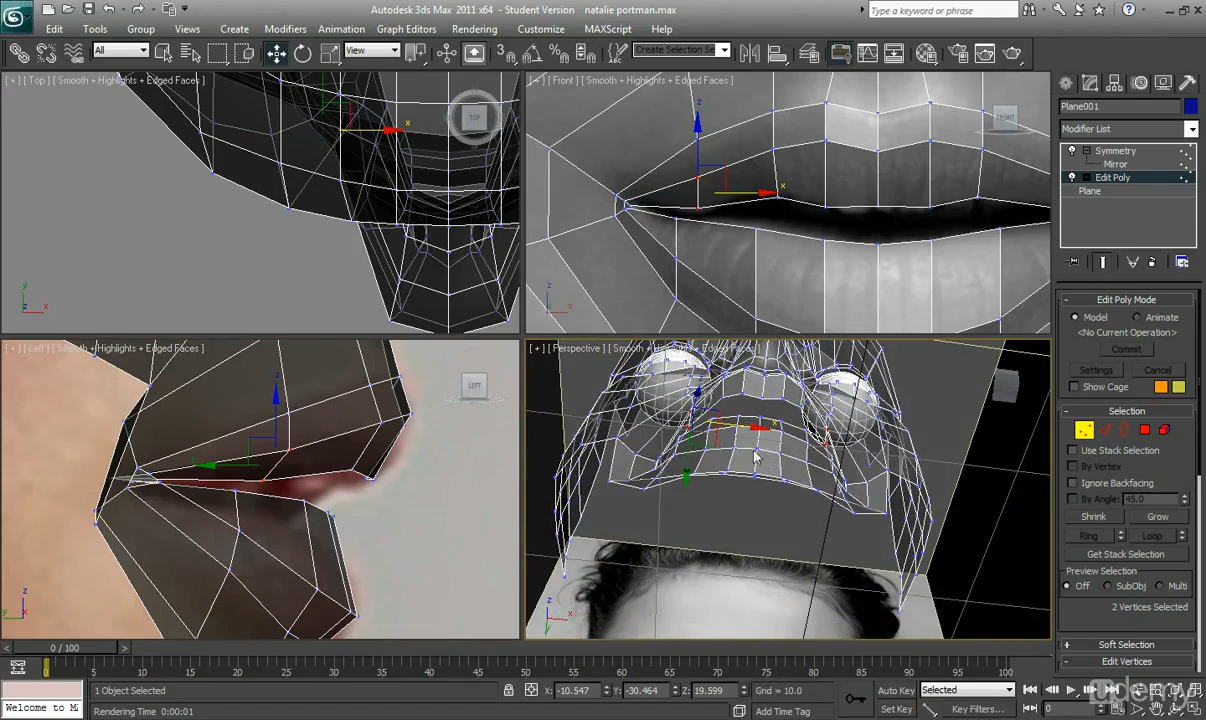 Autodesk 3ds Max 2011 x64 - Student Version natalie portman.max
Type a keyword or phrase
Edit Tools Group Views Create Modifiers Animation Graph Editors Rendering Customize MAXScript Help
All View Create Selection Se
[ + ] Top | Smooth + Highlights + Edged Faces ]
TOP
[ + ] Front | Smooth + Highlights + Edged Faces ]
FRONT
[ + ] Left | Smooth + Highlights + Edged Faces ]
LEFT
[ + ] Perspective | Smooth + Highlights + Edged Faces ]
Plane001
Modifier List
Symmetry
Mirror
Edit Poly
Plane
Edit Poly Mode
Model Animate
<No Current Operation>
Commit
Settings Cancel
Show Cage
Selection
Use Stack Selection
By Vertex
Ignore Backfacing
By Angle: 45.0
Shrink Grow
Ring Loop
Get Stack Selection
Preview Selection
Off SubObj Multi
2 Vertices Selected
Soft Selection
Edit Vertices
0 / 100
0 5 10 15 20 25 30 35 40 45 50 55 60 65 70 75 80 85 90 95 100
1 Object Selected X: -10.547 Y: -30.464 Z: 19.599 Grid = 10.0 Auto Key Selected
Welcome to MA Rendering Time 0:00:01 Add Time Tag Set Key Key Filters... 0
udemy